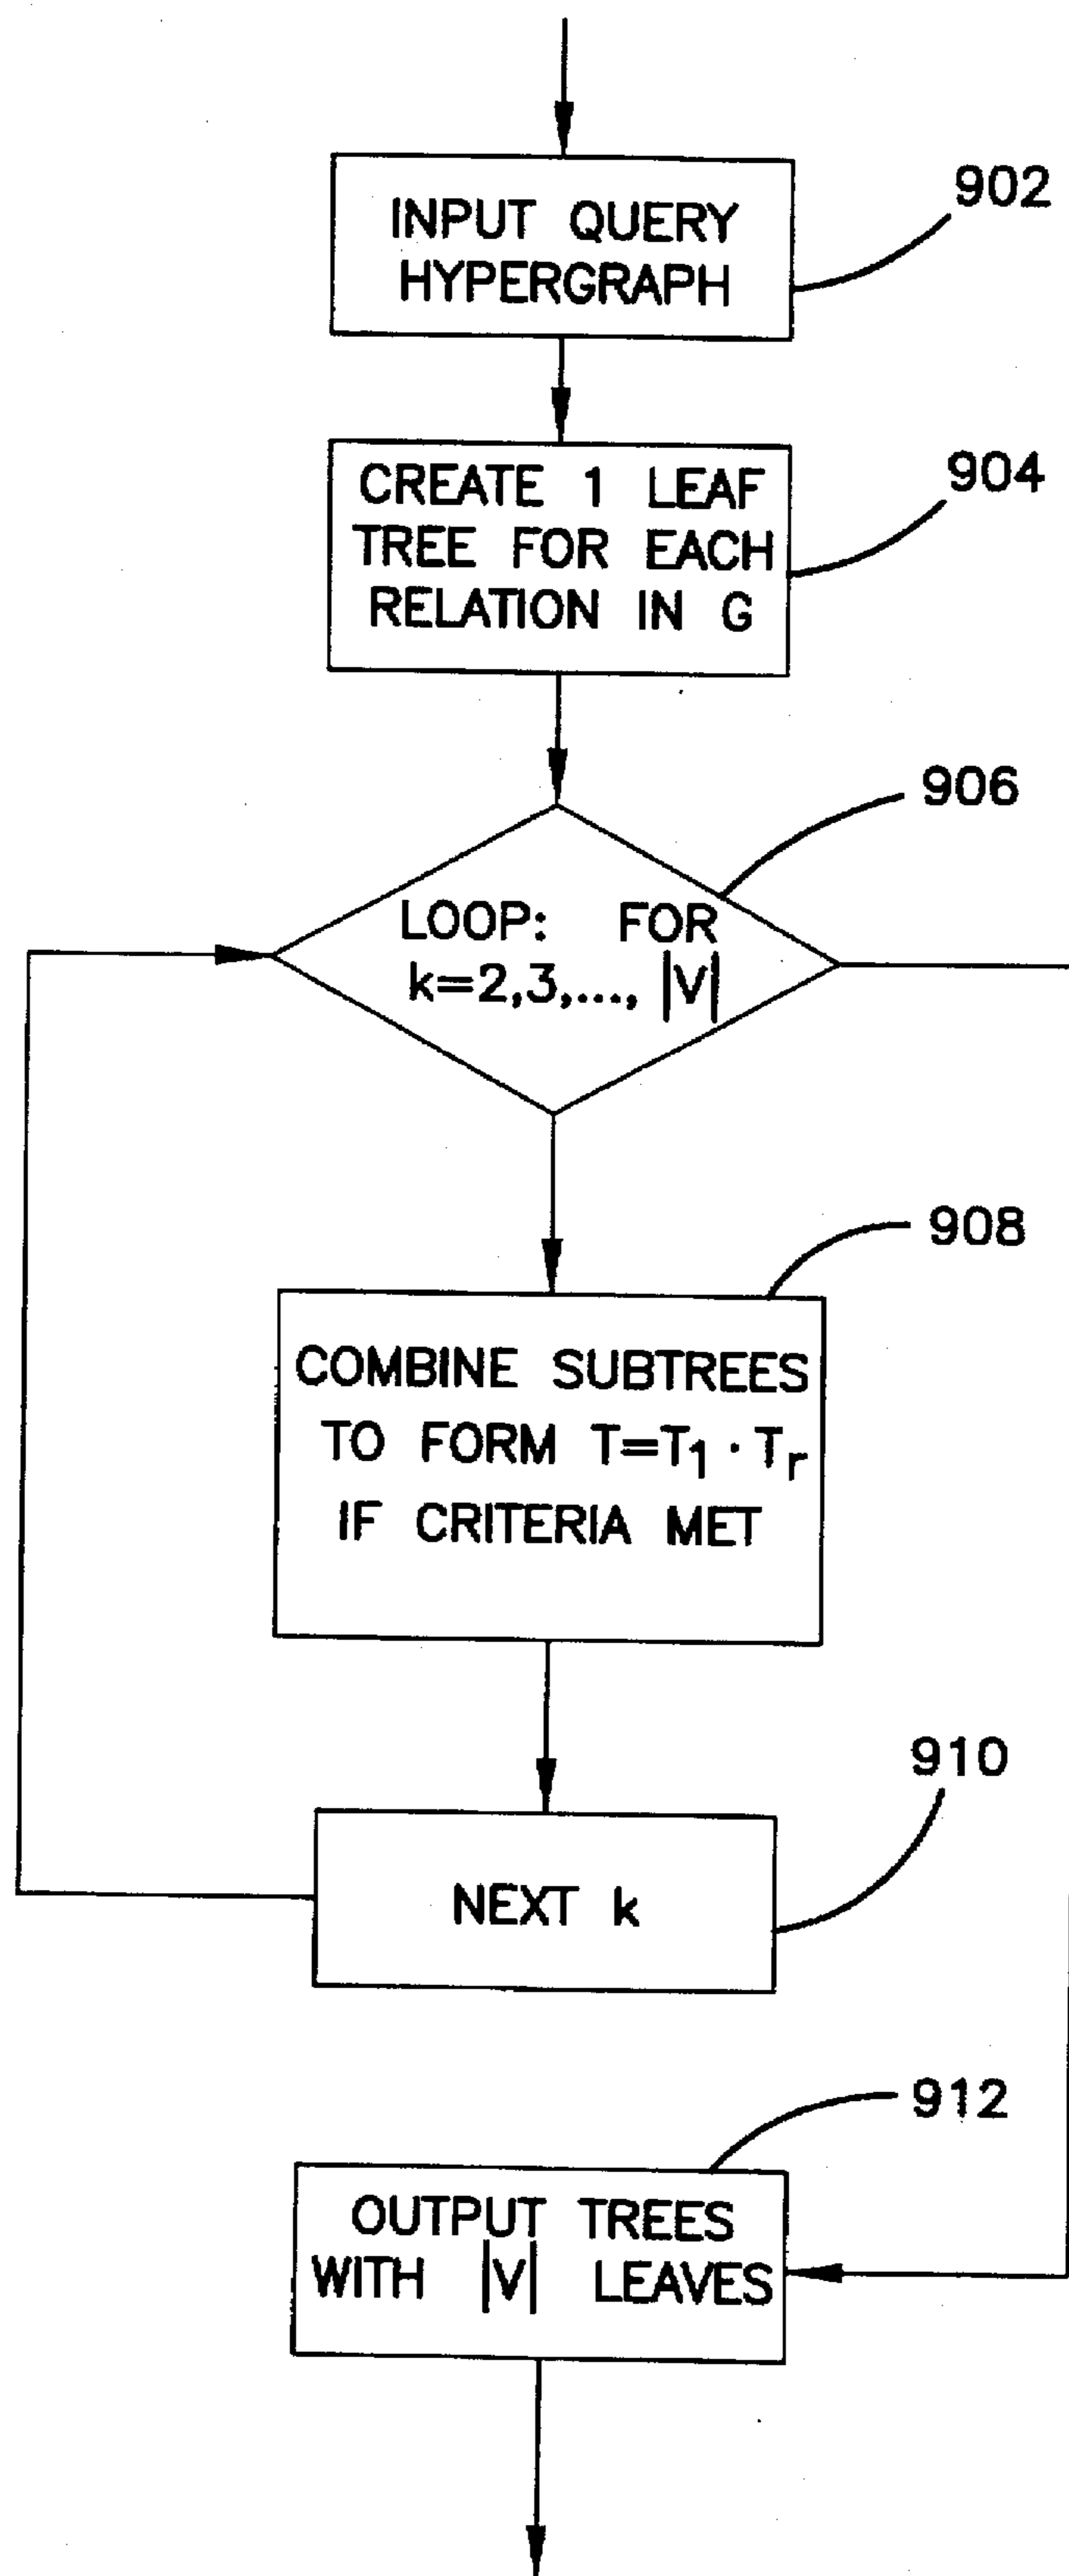 INPUT QUERY
HYPERGRAPH
902
CREATE 1 LEAF
TREE FOR EACH
RELATION IN G
904
906
LOOP: FOR
k=2,3,..., |V|
908
COMBINE SUBTREES
TO FORM T=T₁ · Tᵣ
IF CRITERIA MET
910
NEXT k
912
OUTPUT TREES
WITH |V| LEAVES